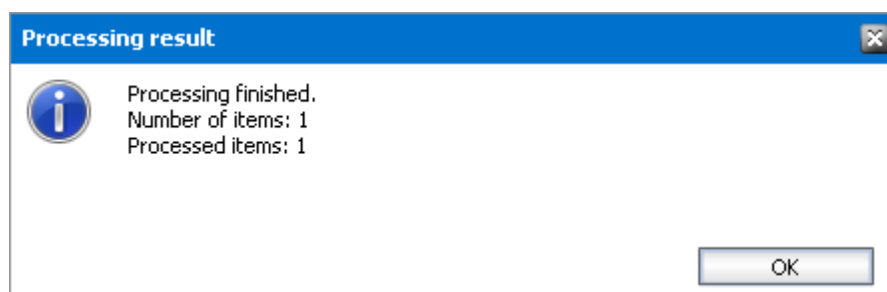 Processing result
Processing finished.
Number of items: 1
Processed items: 1
OK